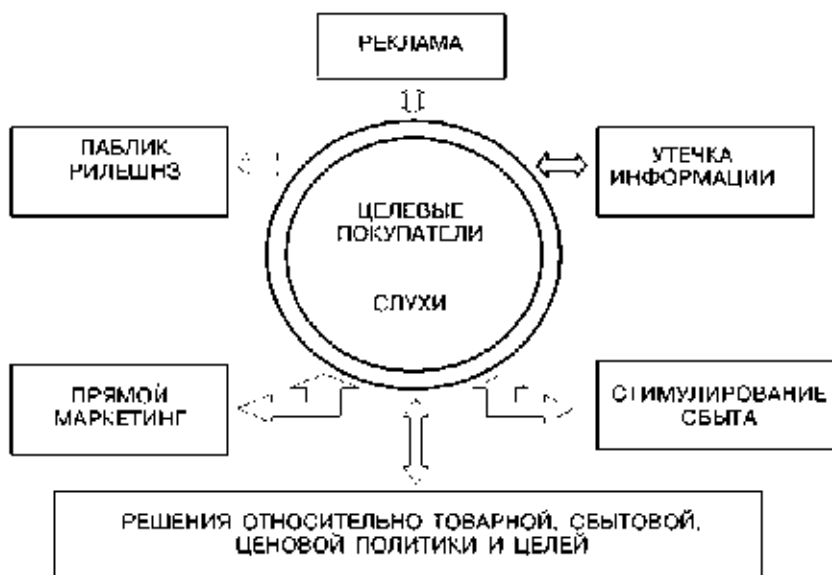 РЕКЛАМА
ПАБЛИК
РИЛЕШНЗ
УТЕЧКА
ИНФОРМАЦИИ
ЦЕЛЕВЫЕ
ПОКУПАТЕЛИ
СЛУХИ
ПРЯМОЙ
МАРКЕТИНГ
СТИМУЛИРОВАНИЕ
СБЫТА
РЕШЕНИЯ ОТНОСИТЕЛЬНО ТОВАРНОЙ, СБЫТОВОЙ,
ЦЕНОВОЙ ПОЛИТИКИ И ЦЕЛЕЙ